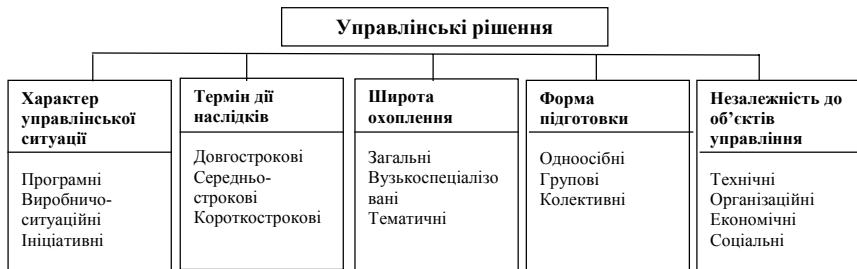 Управлінські рішення
Характер
управлінської
ситуації
Програмні
Виробничо-
ситуаційні
Ініціативні
Термін дії
наслідків
Довгострокові
Середньо-
строкові
Короткострокові
Широта
охоплення
Загальні
Вузькоспеціалізо
вані
Тематичні
Форма
підготовки
Одноосібні
Групові
Колективні
Незалежність до
об’єктів
управління
Технічні
Організаційні
Економічні
Соціальні